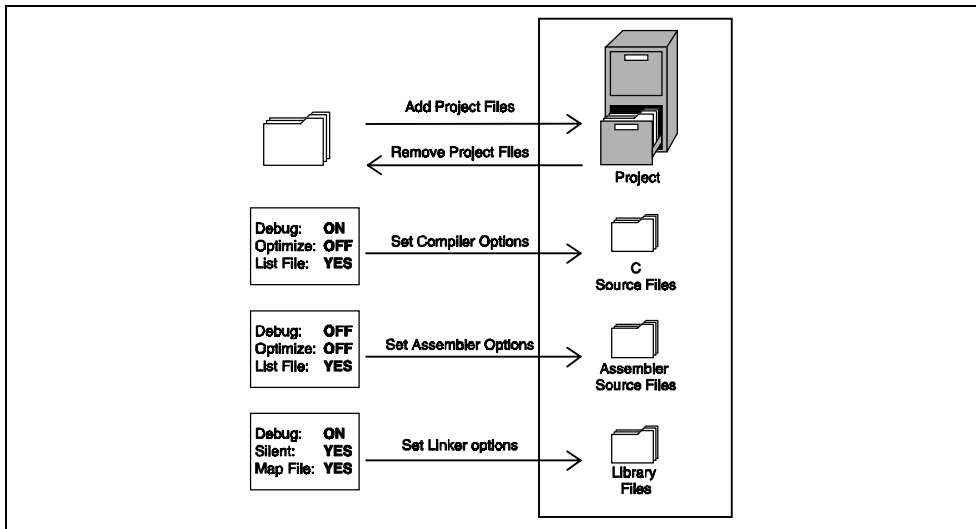 Add Project Files
Remove Project Files
Project
Debug: ON
Optimize: OFF
List File: YES
Set Compiler Options
C
Source Files
Debug: OFF
Optimize: OFF
List File: YES
Set Assembler Options
Assembler
Source Files
Debug: ON
Silent: YES
Map File: YES
Set Linker options
Library
Files